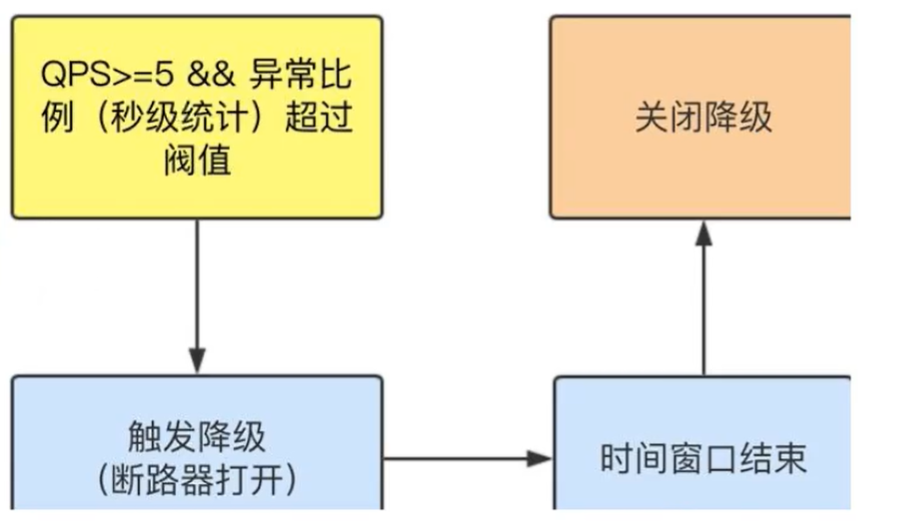 QPS>=5 && 异常比
例（秒级统计）超过
阀值
关闭降级
触发降级
（断路器打开）
时间窗口结束